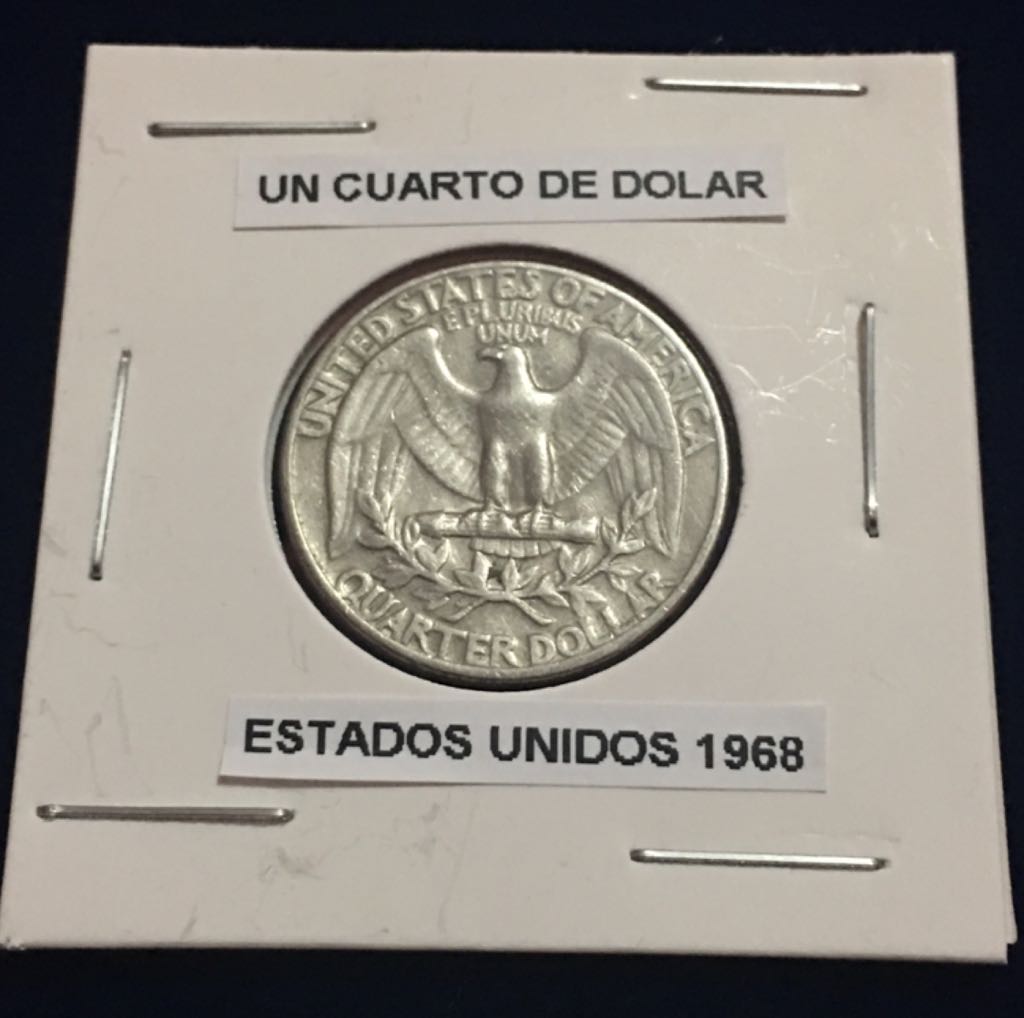 UN CUARTO DE DOLAR
UNITED STATES OF AMERICA
E PLURIBUS
UNUM
QUARTER DOLLAR
ESTADOS UNIDOS 1968